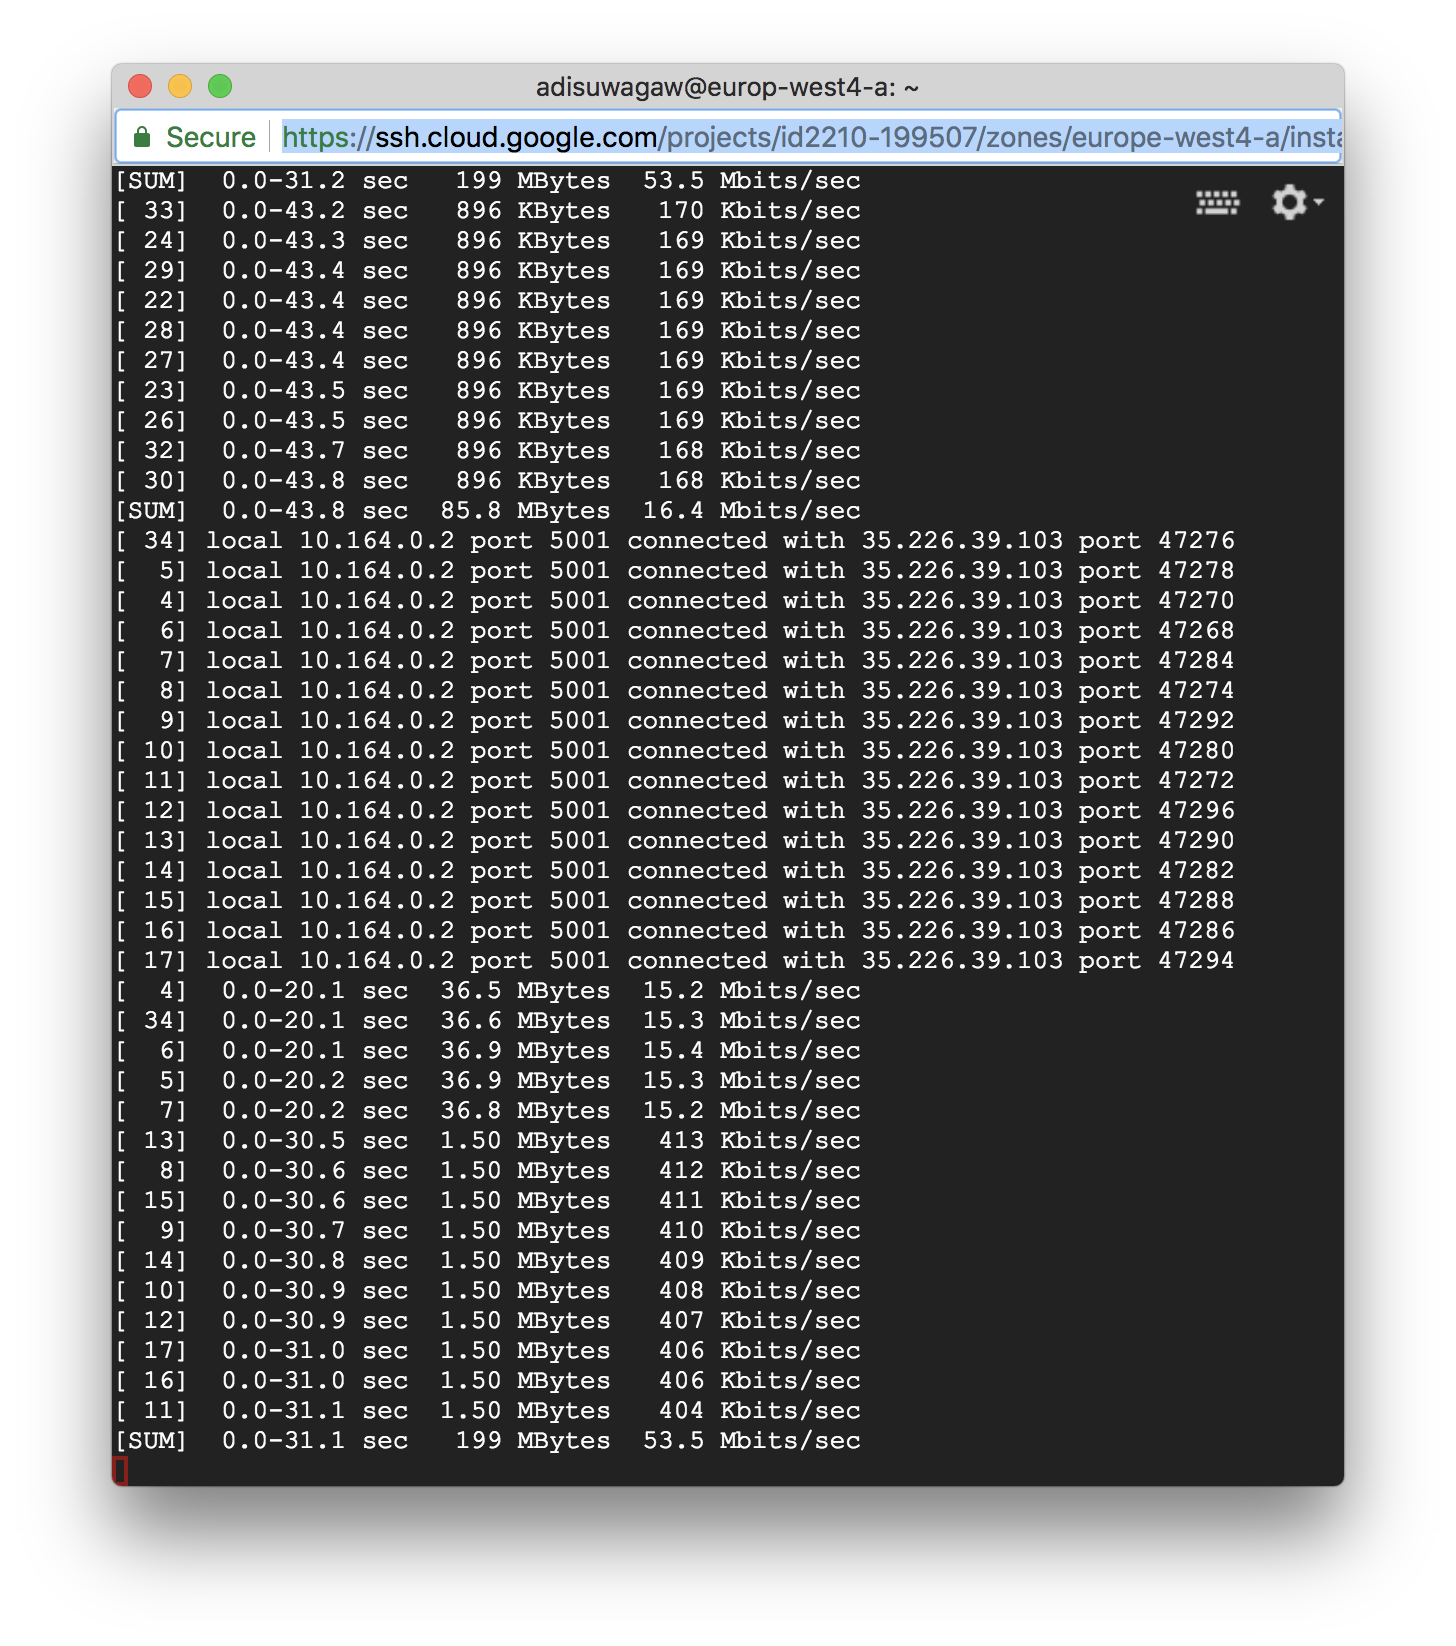 adisuwagaw@europ-west4-a: ~
Secure https://ssh.cloud.google.com/projects/id2210-199507/zones/europe-west4-a/insta
[SUM]  0.0-31.2 sec   199 MBytes  53.5 Mbits/sec
[ 33]  0.0-43.2 sec   896 KBytes   170 Kbits/sec
[ 24]  0.0-43.3 sec   896 KBytes   169 Kbits/sec
[ 29]  0.0-43.4 sec   896 KBytes   169 Kbits/sec
[ 22]  0.0-43.4 sec   896 KBytes   169 Kbits/sec
[ 28]  0.0-43.4 sec   896 KBytes   169 Kbits/sec
[ 27]  0.0-43.4 sec   896 KBytes   169 Kbits/sec
[ 23]  0.0-43.5 sec   896 KBytes   169 Kbits/sec
[ 26]  0.0-43.5 sec   896 KBytes   169 Kbits/sec
[ 32]  0.0-43.7 sec   896 KBytes   168 Kbits/sec
[ 30]  0.0-43.8 sec   896 KBytes   168 Kbits/sec
[SUM]  0.0-43.8 sec  85.8 MBytes  16.4 Mbits/sec
[ 34] local 10.164.0.2 port 5001 connected with 35.226.39.103 port 47276
[  5] local 10.164.0.2 port 5001 connected with 35.226.39.103 port 47278
[  4] local 10.164.0.2 port 5001 connected with 35.226.39.103 port 47270
[  6] local 10.164.0.2 port 5001 connected with 35.226.39.103 port 47268
[  7] local 10.164.0.2 port 5001 connected with 35.226.39.103 port 47284
[  8] local 10.164.0.2 port 5001 connected with 35.226.39.103 port 47274
[  9] local 10.164.0.2 port 5001 connected with 35.226.39.103 port 47292
[ 10] local 10.164.0.2 port 5001 connected with 35.226.39.103 port 47280
[ 11] local 10.164.0.2 port 5001 connected with 35.226.39.103 port 47272
[ 12] local 10.164.0.2 port 5001 connected with 35.226.39.103 port 47296
[ 13] local 10.164.0.2 port 5001 connected with 35.226.39.103 port 47290
[ 14] local 10.164.0.2 port 5001 connected with 35.226.39.103 port 47282
[ 15] local 10.164.0.2 port 5001 connected with 35.226.39.103 port 47288
[ 16] local 10.164.0.2 port 5001 connected with 35.226.39.103 port 47286
[ 17] local 10.164.0.2 port 5001 connected with 35.226.39.103 port 47294
[  4]  0.0-20.1 sec  36.5 MBytes  15.2 Mbits/sec
[ 34]  0.0-20.1 sec  36.6 MBytes  15.3 Mbits/sec
[  6]  0.0-20.1 sec  36.9 MBytes  15.4 Mbits/sec
[  5]  0.0-20.2 sec  36.9 MBytes  15.3 Mbits/sec
[  7]  0.0-20.2 sec  36.8 MBytes  15.2 Mbits/sec
[ 13]  0.0-30.5 sec  1.50 MBytes   413 Kbits/sec
[  8]  0.0-30.6 sec  1.50 MBytes   412 Kbits/sec
[ 15]  0.0-30.6 sec  1.50 MBytes   411 Kbits/sec
[  9]  0.0-30.7 sec  1.50 MBytes   410 Kbits/sec
[ 14]  0.0-30.8 sec  1.50 MBytes   409 Kbits/sec
[ 10]  0.0-30.9 sec  1.50 MBytes   408 Kbits/sec
[ 12]  0.0-30.9 sec  1.50 MBytes   407 Kbits/sec
[ 17]  0.0-31.0 sec  1.50 MBytes   406 Kbits/sec
[ 16]  0.0-31.0 sec  1.50 MBytes   406 Kbits/sec
[ 11]  0.0-31.1 sec  1.50 MBytes   404 Kbits/sec
[SUM]  0.0-31.1 sec   199 MBytes  53.5 Mbits/sec